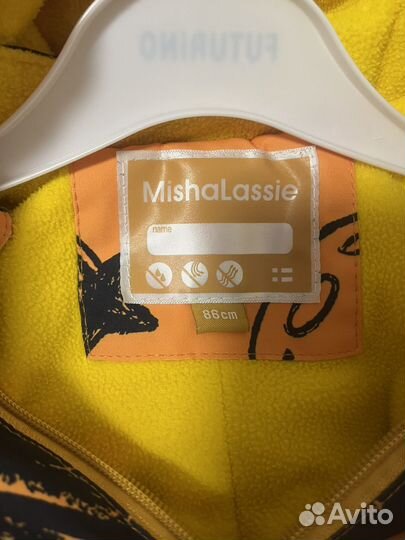 FUTURINO
MishaLassie
name
86cm
Avito